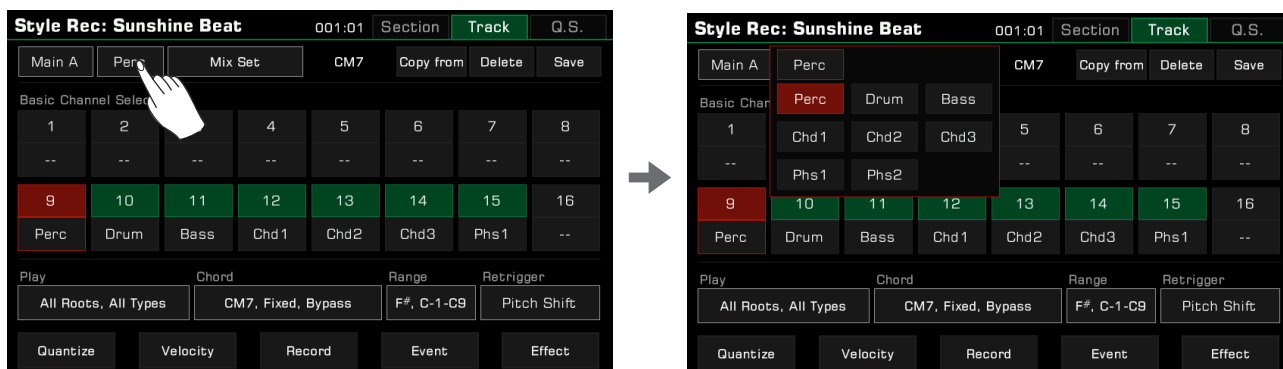 Style Rec: Sunshine Beat 001:01 Section Track Q.S.
Main A Perc Mix Set CM7 Copy from Delete Save
Basic Channel
1 2 4 5 6 7 8
-- -- -- -- -- -- -- --
9 10 11 12 13 14 15 16
Perc Drum Bass Chd1 Chd2 Chd3 Phs1 --
Play Chord Range Retrigger
All Roots, All Types CM7, Fixed, Bypass F#, C-1-C9 Pitch Shift
Quantize Velocity Record Event Effect
Style Rec: Sunshine Beat 001:01 Section Track Q.S.
Main A Perc CM7 Copy from Delete Save
Basic
Perc Drum Bass
1 5 6 7 8
Chd1 Chd2 Chd3
-- -- -- -- --
Phs1 Phs2
9 10 11 12 13 14 15 16
Perc Drum Bass Chd1 Chd2 Chd3 Phs1 --
Play Chord Range Retrigger
All Roots, All Types CM7, Fixed, Bypass F#, C-1-C9 Pitch Shift
Quantize Velocity Record Event Effect